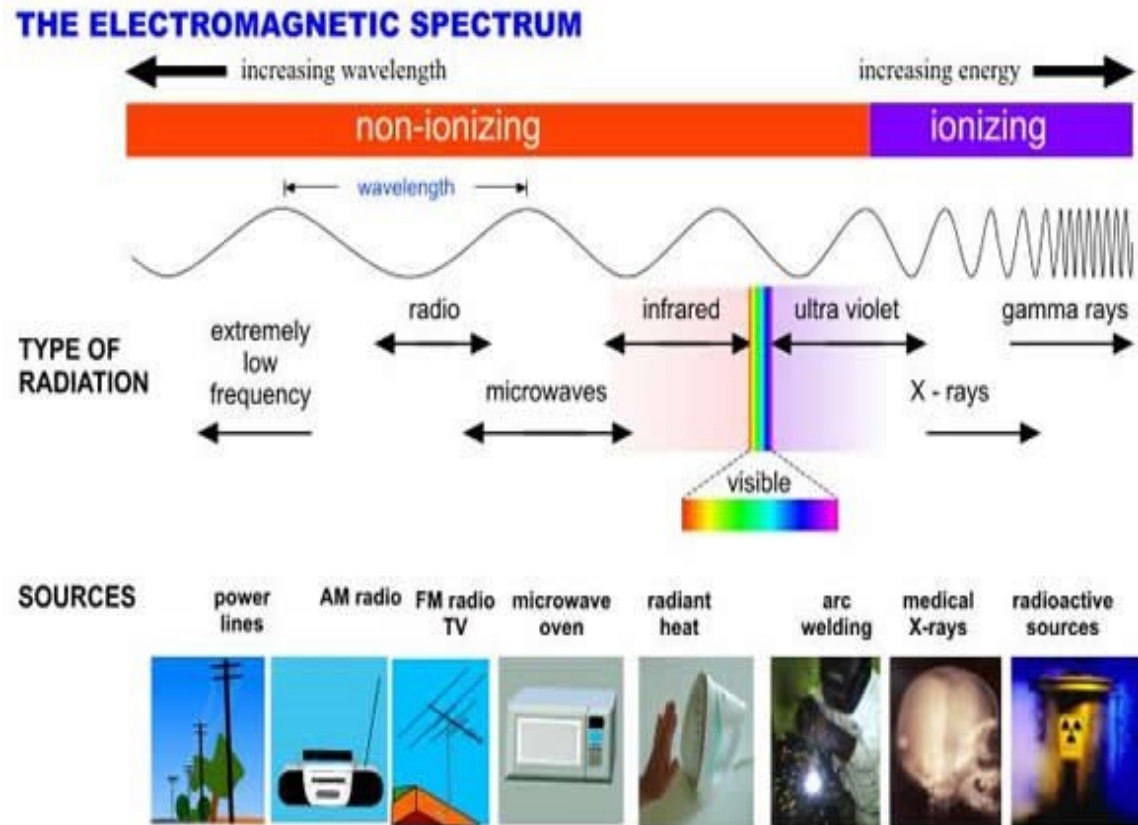 THE ELECTROMAGNETIC SPECTRUM
increasing wavelength
increasing energy
non-ionizing
ionizing
wavelength
TYPE OF
RADIATION
extremely
low
frequency
radio
microwaves
infrared
visible
ultra violet
X - rays
gamma rays
SOURCES
power
lines
AM radio
FM radio
TV
microwave
oven
radiant
heat
arc
welding
medical
X-rays
radioactive
sources